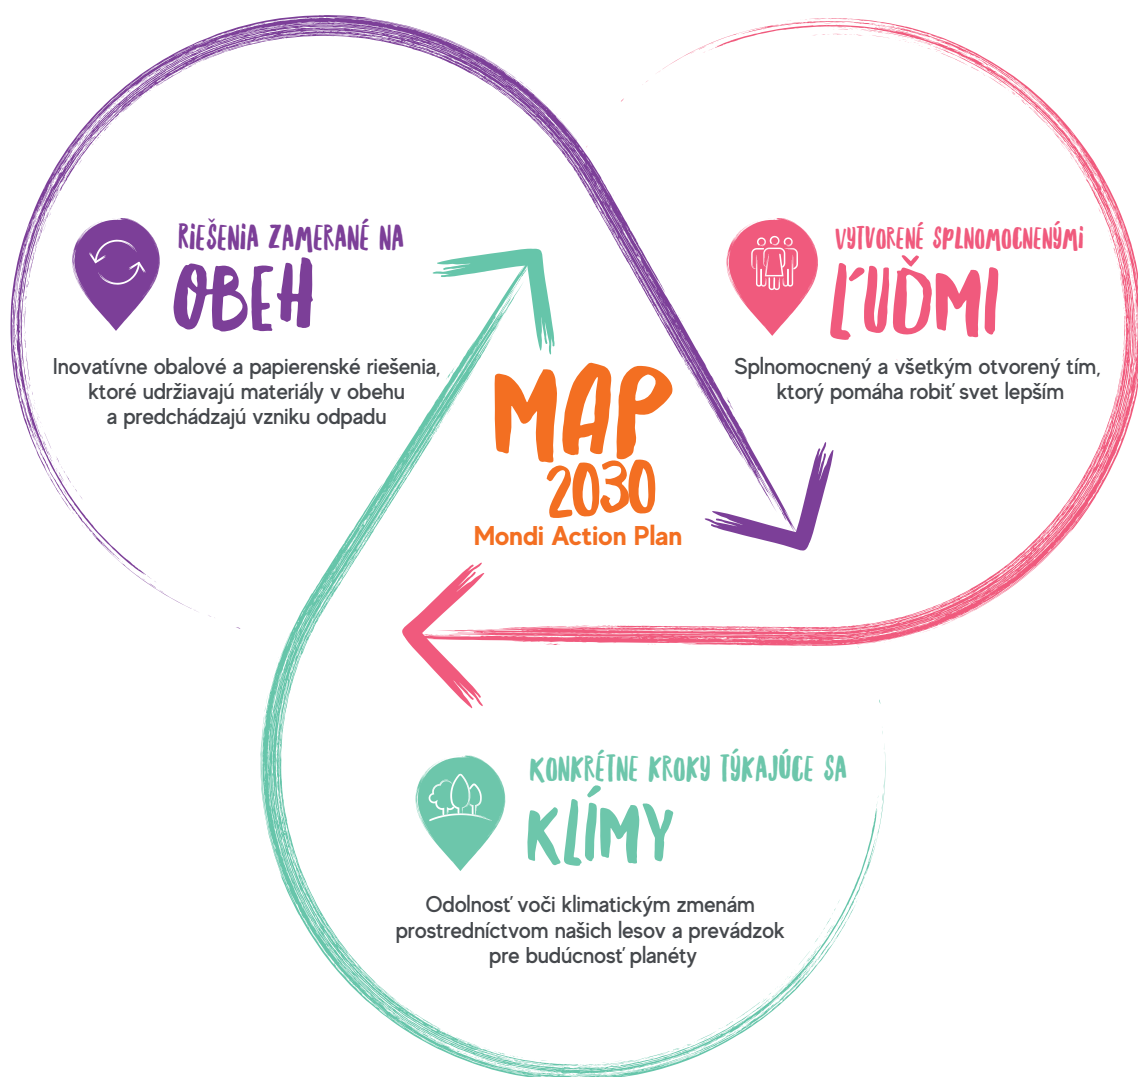 RIEŠENIA ZAMERANÉ NA
OBEH
Inovatívne obalové a papierenské riešenia,
ktoré udržiavajú materiály v obehu
a predchádzajú vzniku odpadu
VYTVORENÉ SPLNOMOCNENÝMI
ĽUĎMI
Splnomocnený a všetkým otvorený tím,
ktorý pomáha robiť svet lepším
MAP
2030
Mondi Action Plan
KONKRÉTNE KROKY TÝKAJÚCE SA
KLÍMY
Odolnosť voči klimatickým zmenám
prostredníctvom našich lesov a prevádzok
pre budúcnosť planéty